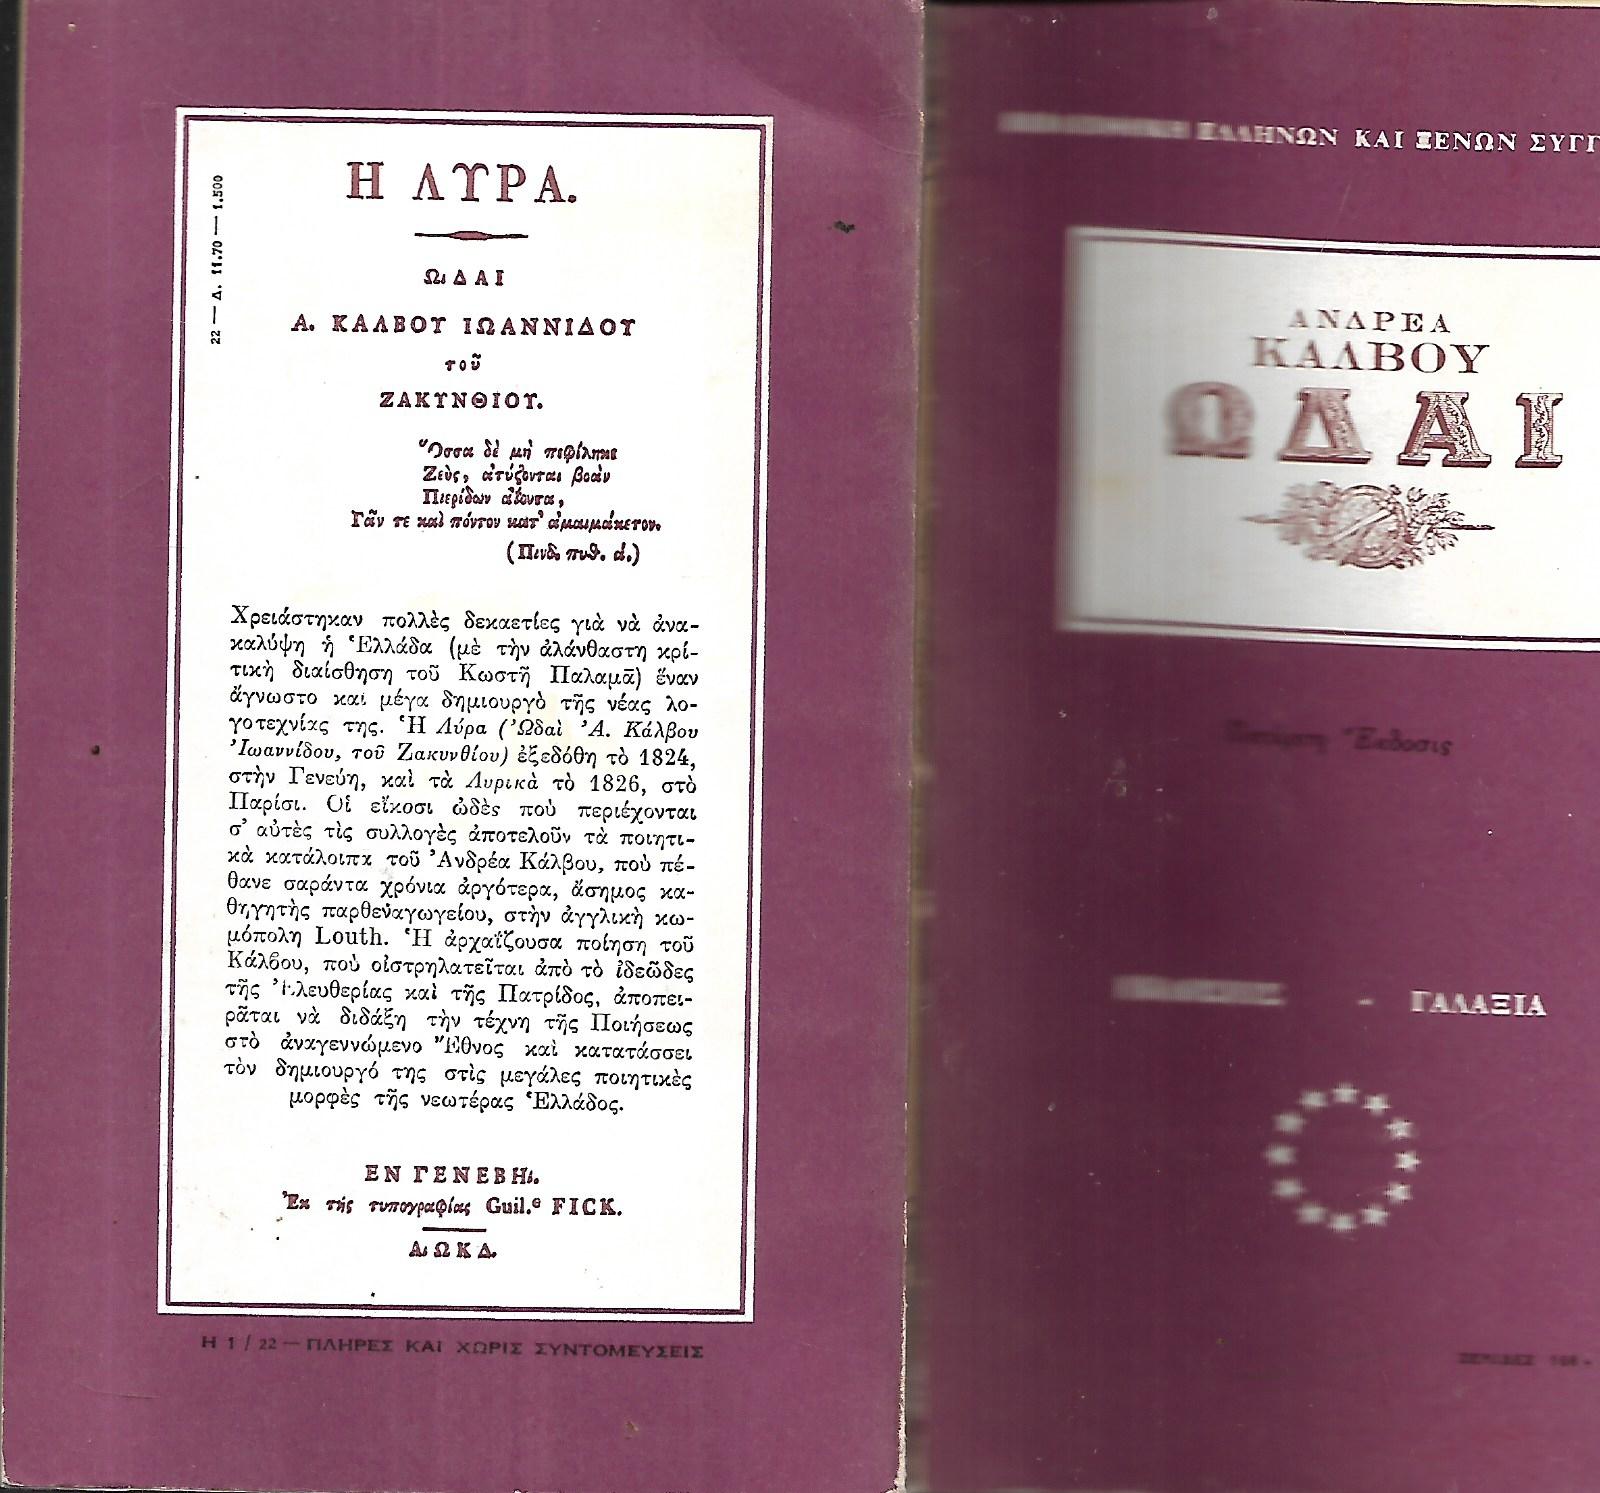 Η ΛΥΡΑ.
22 — Δ. 11.70 — 1.500
Ωι Δ Α Ι
Α. ΚΑΛΒΟΥ ΙΩΑΝΝΙΔΟΥ
τοῦ
ΖΑΚΥΝΘΙΟΥ.
Ὅσσα δὲ μὴ πεφίληκε
Ζεὺς, ἀτύζονται βοὰν
Πιερίδων ἀΐοντα,
Γᾶν τε καὶ πόντον κατ' ἀμαιμάκετον.
(Πινδ. πυθ. ά.)
Χρειάστηκαν πολλὲς δεκαετίες γιὰ νὰ ἀνα-
καλύψη ἡ Ἑλλάδα (μὲ τὴν ἀλάνθαστη κρί-
τικὴ διαίσθηση τοῦ Κωστῆ Παλαμᾶ) ἕναν
ἄγνωστο και μέγα δημιουργὸ τῆς νέας λο-
γοτεχνίας της. Ἡ Λύρα (Ὠδαὶ Ἀ. Κάλβου
Ἰωαννίδου, τοῦ Ζακυνθίου) ἐξεδόθη τὸ 1824,
στὴν Γενεύη, καὶ τὰ Λυρικὰ τὸ 1826, στὸ
Παρίσι. Οἱ εἴκοσι ὠδὲς ποὺ περιέχονται
σ' αὐτὲς τὶς συλλογὲς ἀποτελοῦν τὰ ποιητι-
κὰ κατάλοιπα τοῦ Ἀνδρέα Κάλβου, ποὺ πέ-
θανε σαράντα χρόνια ἀργότερα, ἄσημος κα-
θηγητὴς παρθεναγωγείου, στὴν ἀγγλικὴ κω-
μόπολη Louth. Ἡ ἀρχαΐζουσα ποίηση τοῦ
Κάλβου, ποὺ οἰστρηλατεῖται ἀπὸ τὸ ἰδεῶδες
τῆς Ἐλευθερίας καὶ τῆς Πατρίδος, ἀποπει-
ρᾶται νὰ διδάξη τὴν τέχνη τῆς Ποιήσεως
στὸ ἀναγεννώμενο Ἔθνος καὶ κατατάσσει
τὸν δημιουργό της στὶς μεγάλες ποιητικὲς
μορφὲς τῆς νεωτέρας Ἑλλάδος.
ΕΝ ΓΕΝΕΒΗι.
Ἐκ τῆς τυπογραφίας Guil.e FICK.
Α. Ω Κ Δ.
Η 1 / 22 — ΠΛΗΡΕΣ ΚΑΙ ΧΩΡΙΣ ΣΥΝΤΟΜΕΥΣΕΙΣ
ΕΛΛΗΝΩΝ ΚΑΙ ΞΕΝΩΝ ΣΥΓΓ
ΑΝΔΡΕΑ
ΚΑΛΒΟΥ
ΩΔΑΙ
Ἔκδοσις
- ΓΑΛΑΞΙΑ